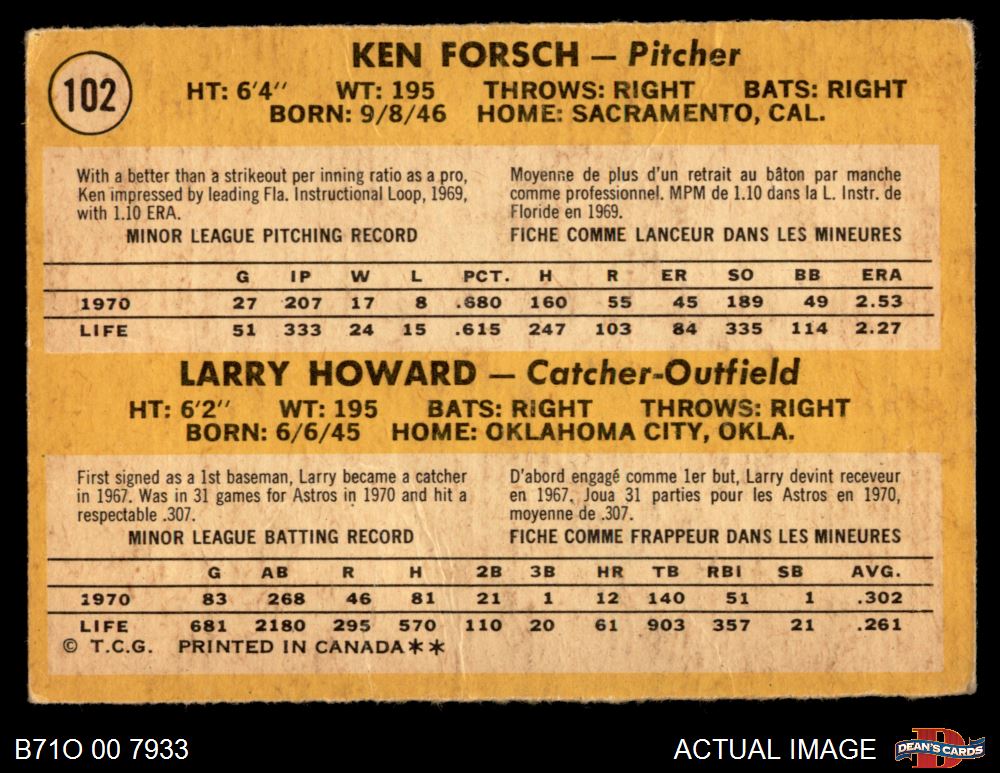 102
KEN FORSCH — Pitcher
HT: 6'4" WT: 195 THROWS: RIGHT BATS: RIGHT
BORN: 9/8/46 HOME: SACRAMENTO, CAL.
With a better than a strikeout per inning ratio as a pro,
Ken impressed by leading Fla. Instructional Loop, 1969,
with 1.10 ERA.
MINOR LEAGUE PITCHING RECORD
Moyenne de plus d'un retrait au bâton par manche
comme professionnel. MPM de 1.10 dans la L. Instr. de
Floride en 1969.
FICHE COMME LANCEUR DANS LES MINEURES
G IP W L PCT. H R ER SO BB ERA
1970 27 207 17 8 .680 160 55 45 189 49 2.53
LIFE 51 333 24 15 .615 247 103 84 335 114 2.27
LARRY HOWARD — Catcher-Outfield
HT: 6'2" WT: 195 BATS: RIGHT THROWS: RIGHT
BORN: 6/6/45 HOME: OKLAHOMA CITY, OKLA.
First signed as a 1st baseman, Larry became a catcher
in 1967. Was in 31 games for Astros in 1970 and hit a
respectable .307.
MINOR LEAGUE BATTING RECORD
D'abord engagé comme 1er but, Larry devint receveur
en 1967. Joua 31 parties pour les Astros en 1970,
moyenne de .307.
FICHE COMME FRAPPEUR DANS LES MINEURES
G AB R H 2B 3B HR TB RBI SB AVG.
1970 83 268 46 81 21 1 12 140 51 1 .302
LIFE 681 2180 295 570 110 20 61 903 357 21 .261
© T.C.G. PRINTED IN CANADA**
B71O 00 7933
ACTUAL IMAGE
D
DEAN'S CARDS